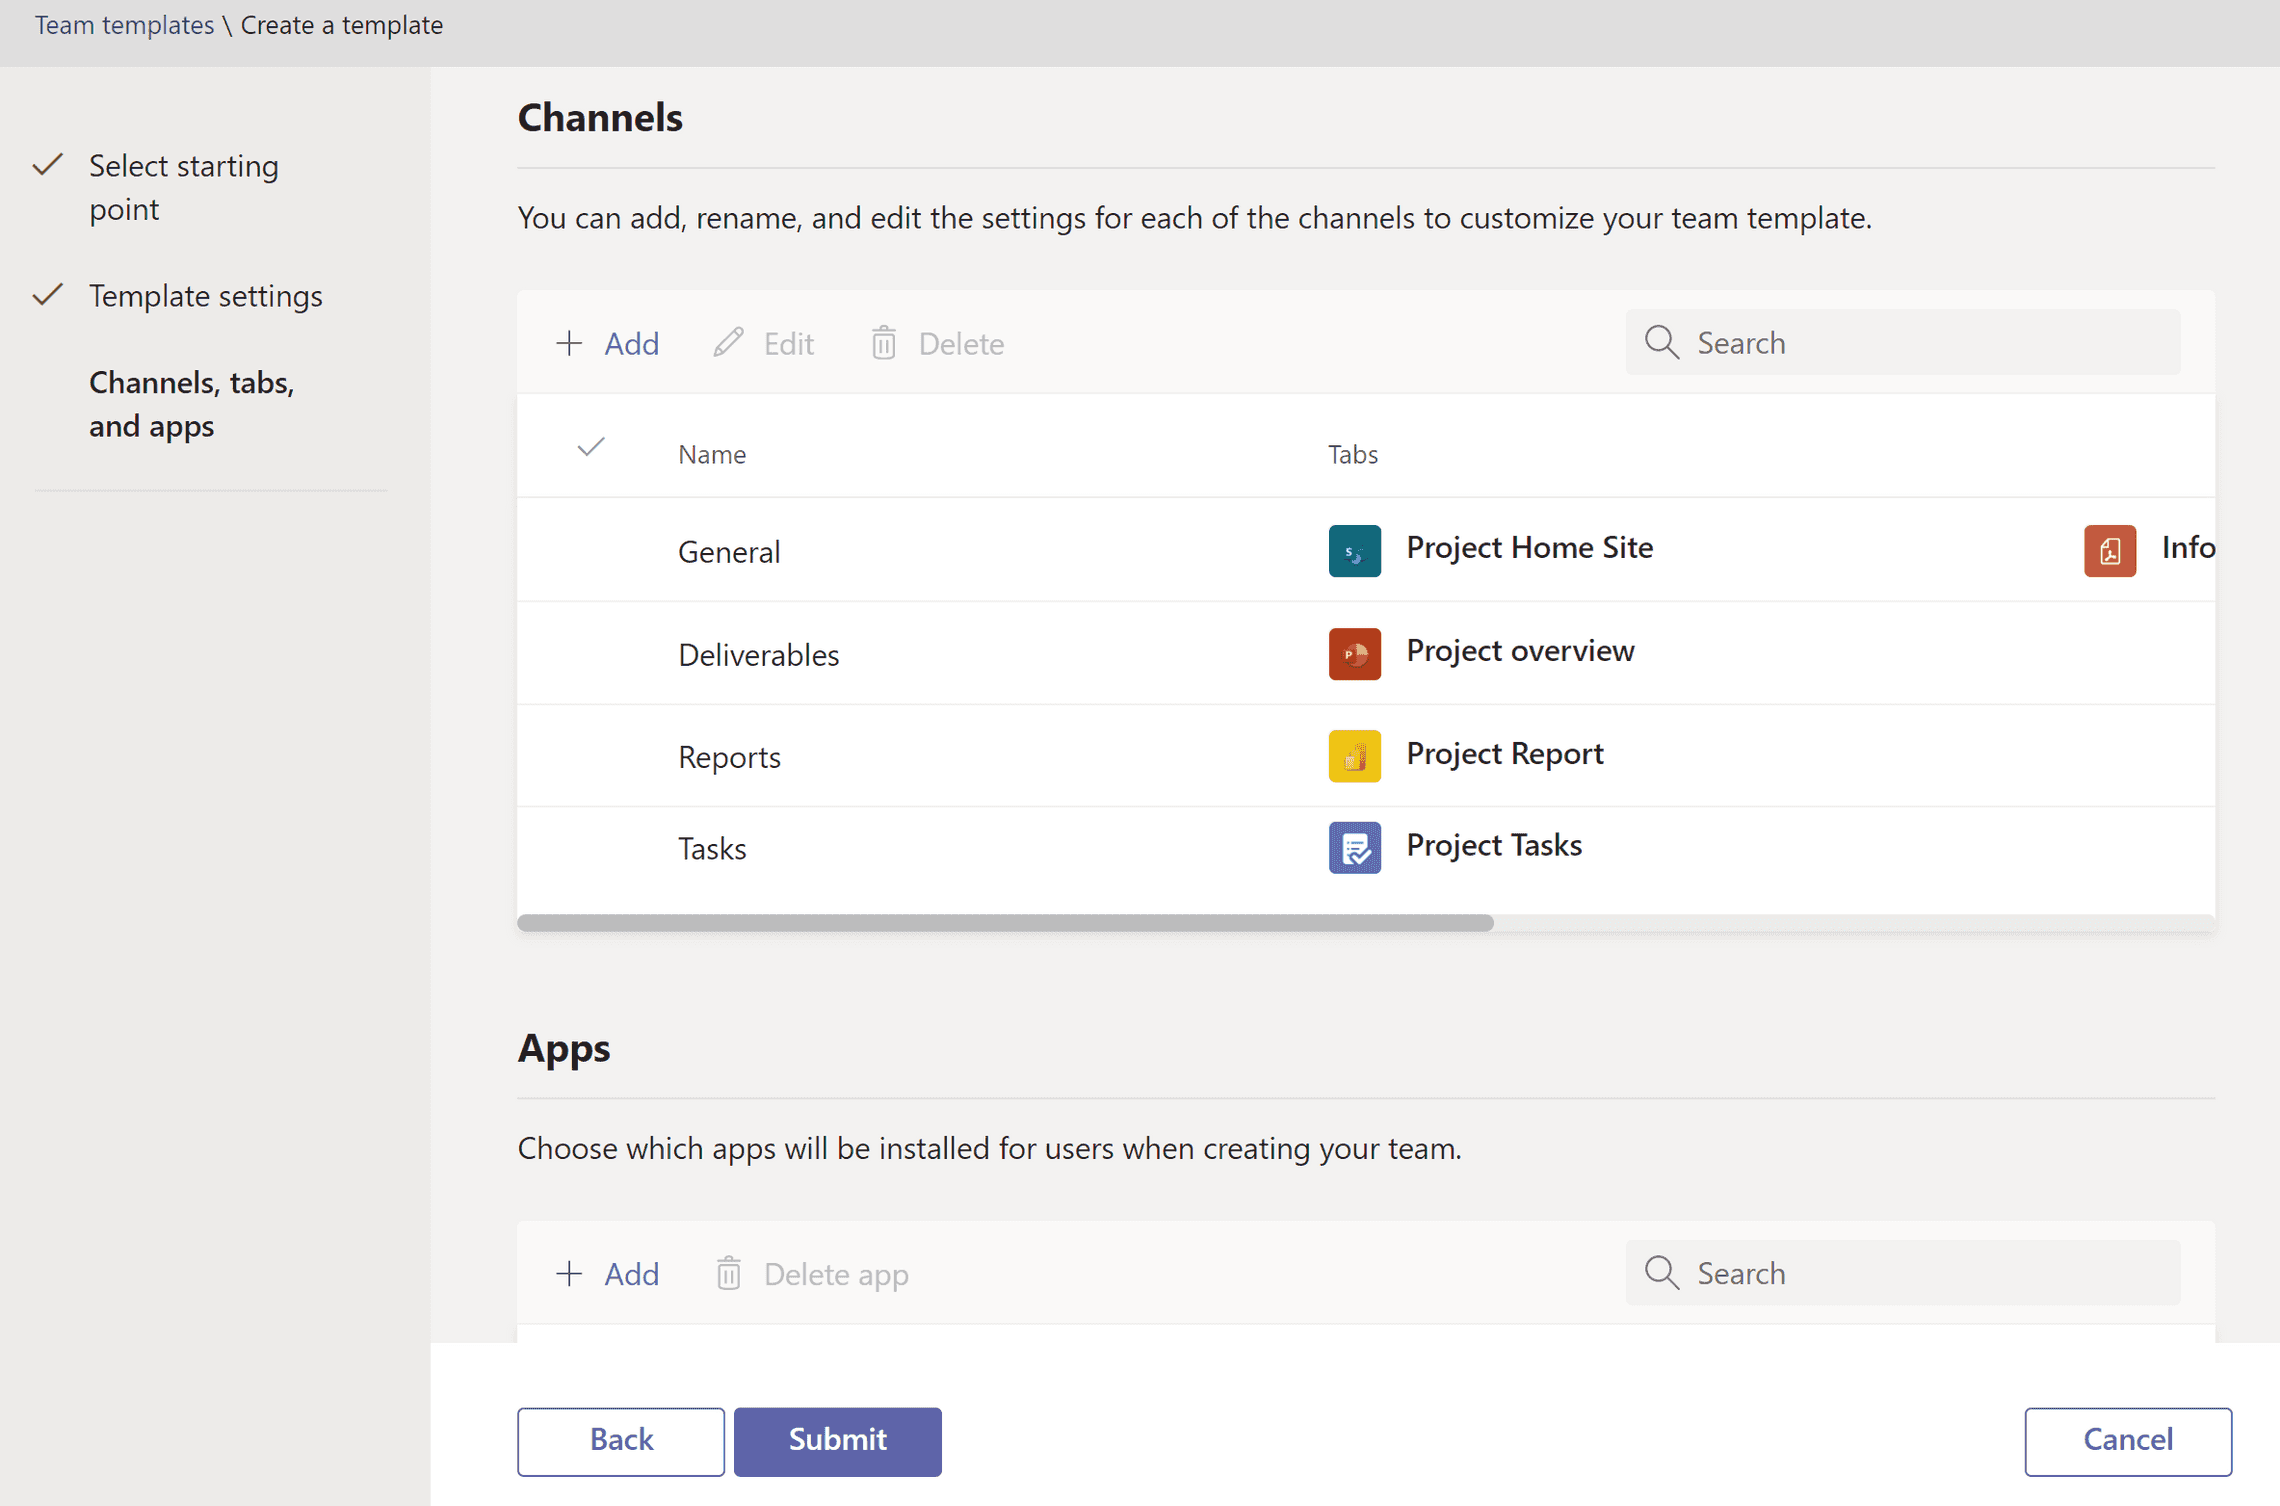 Team templates \ Create a template
Select starting
point
Template settings
Channels, tabs,
and apps
Channels
You can add, rename, and edit the settings for each of the channels to customize your team template.
Add Edit Delete Search
Name Tabs
General Project Home Site Info
Deliverables Project overview
Reports Project Report
Tasks Project Tasks
Apps
Choose which apps will be installed for users when creating your team.
Add Delete app Search
Back Submit Cancel